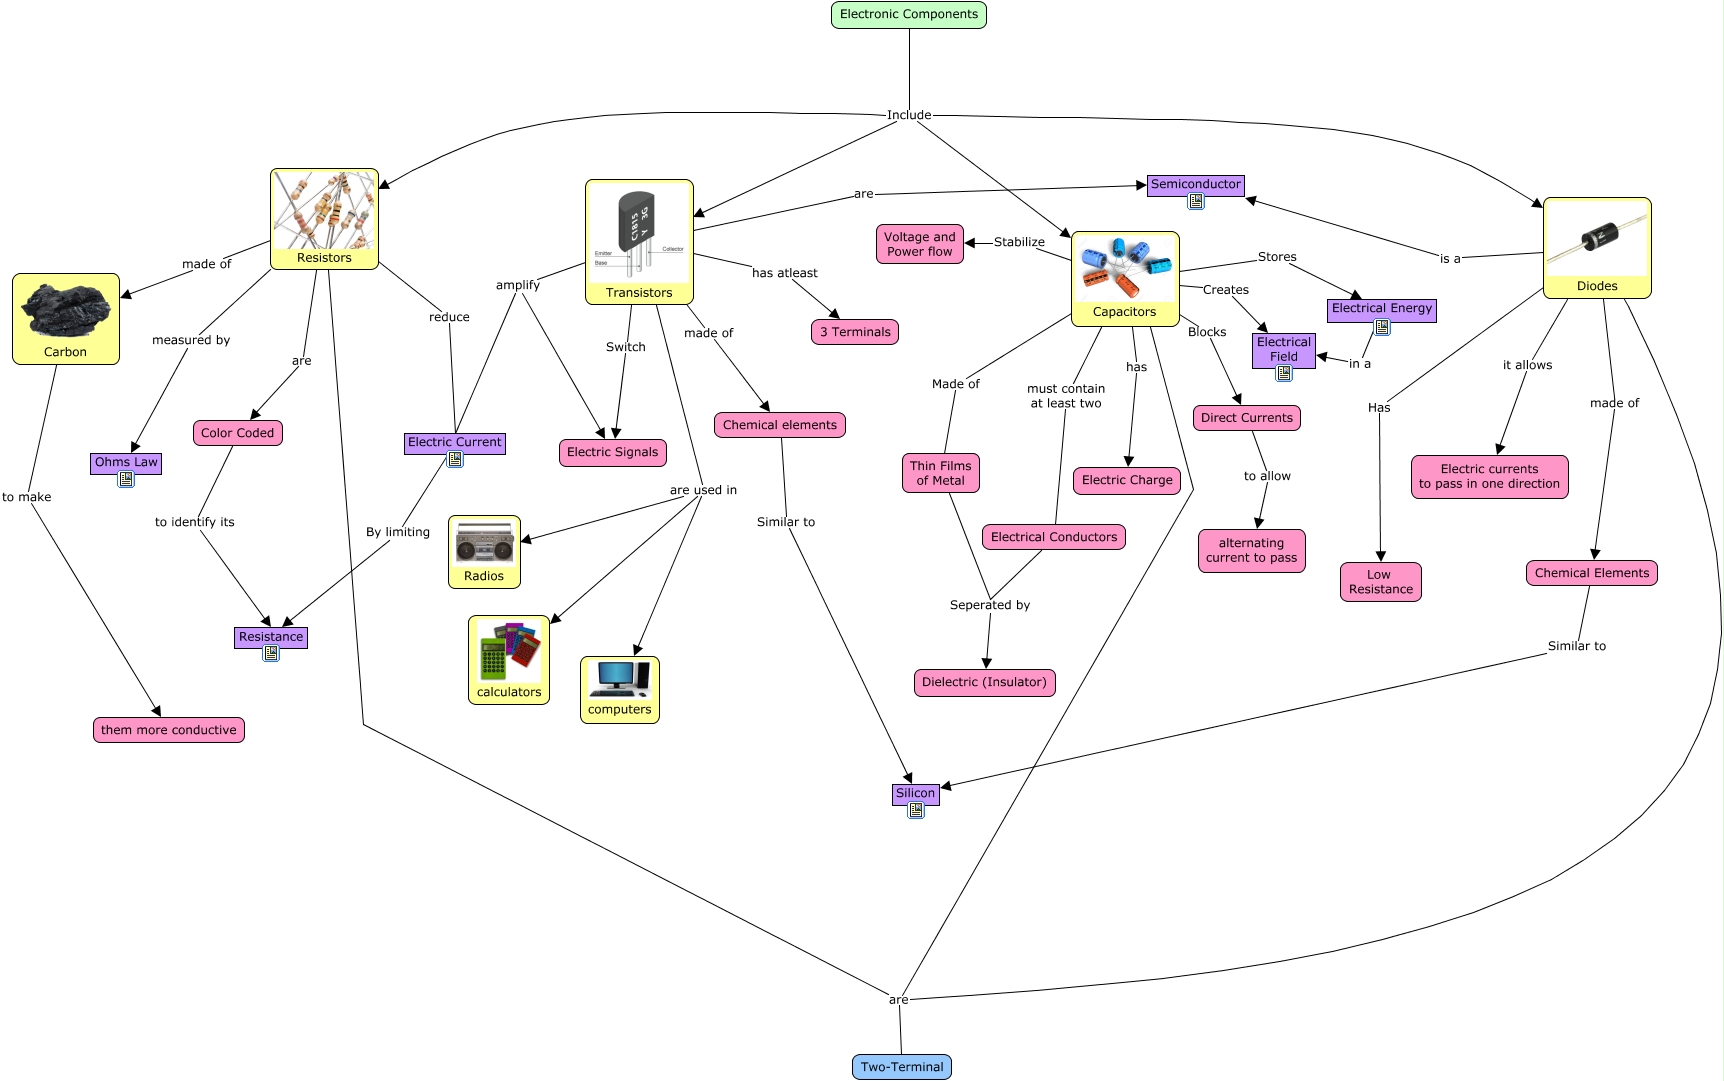 Electronic Components
Include
Resistors
C1815
Y 3G
Emitter
Base
Collector
Transistors
are
Semiconductor
Voltage and
Power flow
Stabilize
Capacitors
Stores
Creates
Blocks
Electrical Energy
Electrical
Field
in a
is a
Diodes
made of
Carbon
measured by
are
reduce
amplify
Switch
made of
has atleast
3 Terminals
Made of
must contain
at least two
has
Direct Currents
Has
it allows
made of
Color Coded
Ohms Law
Electric Current
Electric Signals
Chemical elements
Thin Films
of Metal
Electric Charge
to allow
Electric currents
to pass in one direction
to make
to identify its
By limiting
are used in
Similar to
Radios
Electrical Conductors
alternating
current to pass
Low
Resistance
Chemical Elements
Resistance
calculators
computers
Seperated by
Dielectric (Insulator)
Similar to
them more conductive
Silicon
are
Two-Terminal